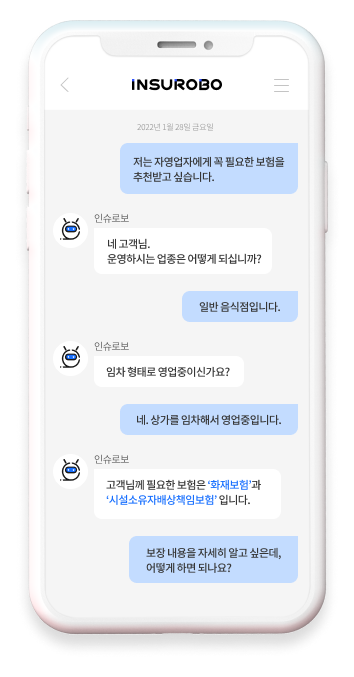 INSUROBO
2022년 1월 28일 금요일
저는 자영업자에게 꼭 필요한 보험을
추천받고 싶습니다.
인슈로보
네 고객님.
운영하시는 업종은 어떻게 되십니까?
일반 음식점입니다.
인슈로보
임차 형태로 영업중이신가요?
네. 상가를 임차해서 영업중입니다.
인슈로보
고객님께 필요한 보험은 ‘화재보험’과
‘시설소유자배상책임보험’ 입니다.
보장 내용을 자세히 알고 싶은데,
어떻게 하면 되나요?